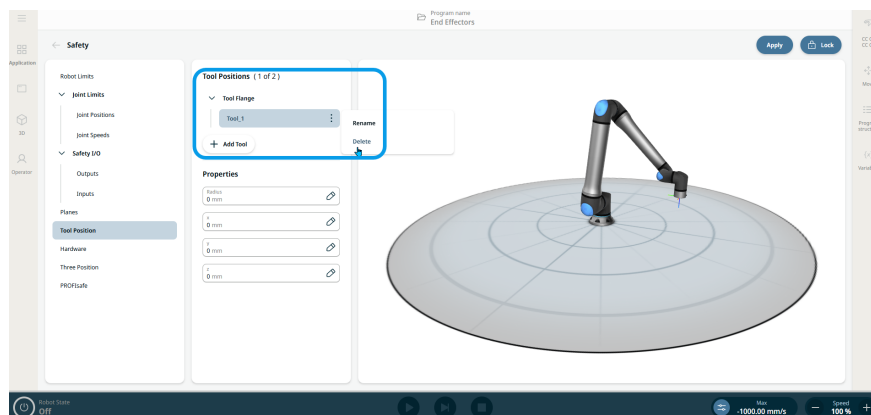 Program name
End Effectors
← Safety
Apply
Lock
Application
3D
Operator
Robot Limits
Joint Limits
Joint Positions
Joint Speeds
Safety I/O
Outputs
Inputs
Planes
Tool Position
Hardware
Three Position
PROFIsafe
Tool Positions ( 1 of 2 )
Tool Flange
Tool_1
Rename
Delete
+ Add Tool
Properties
Radius
0 mm
0 mm
0 mm
0 mm
Robot State
Off
Max
-1000.00 mm/s
Speed
100 %